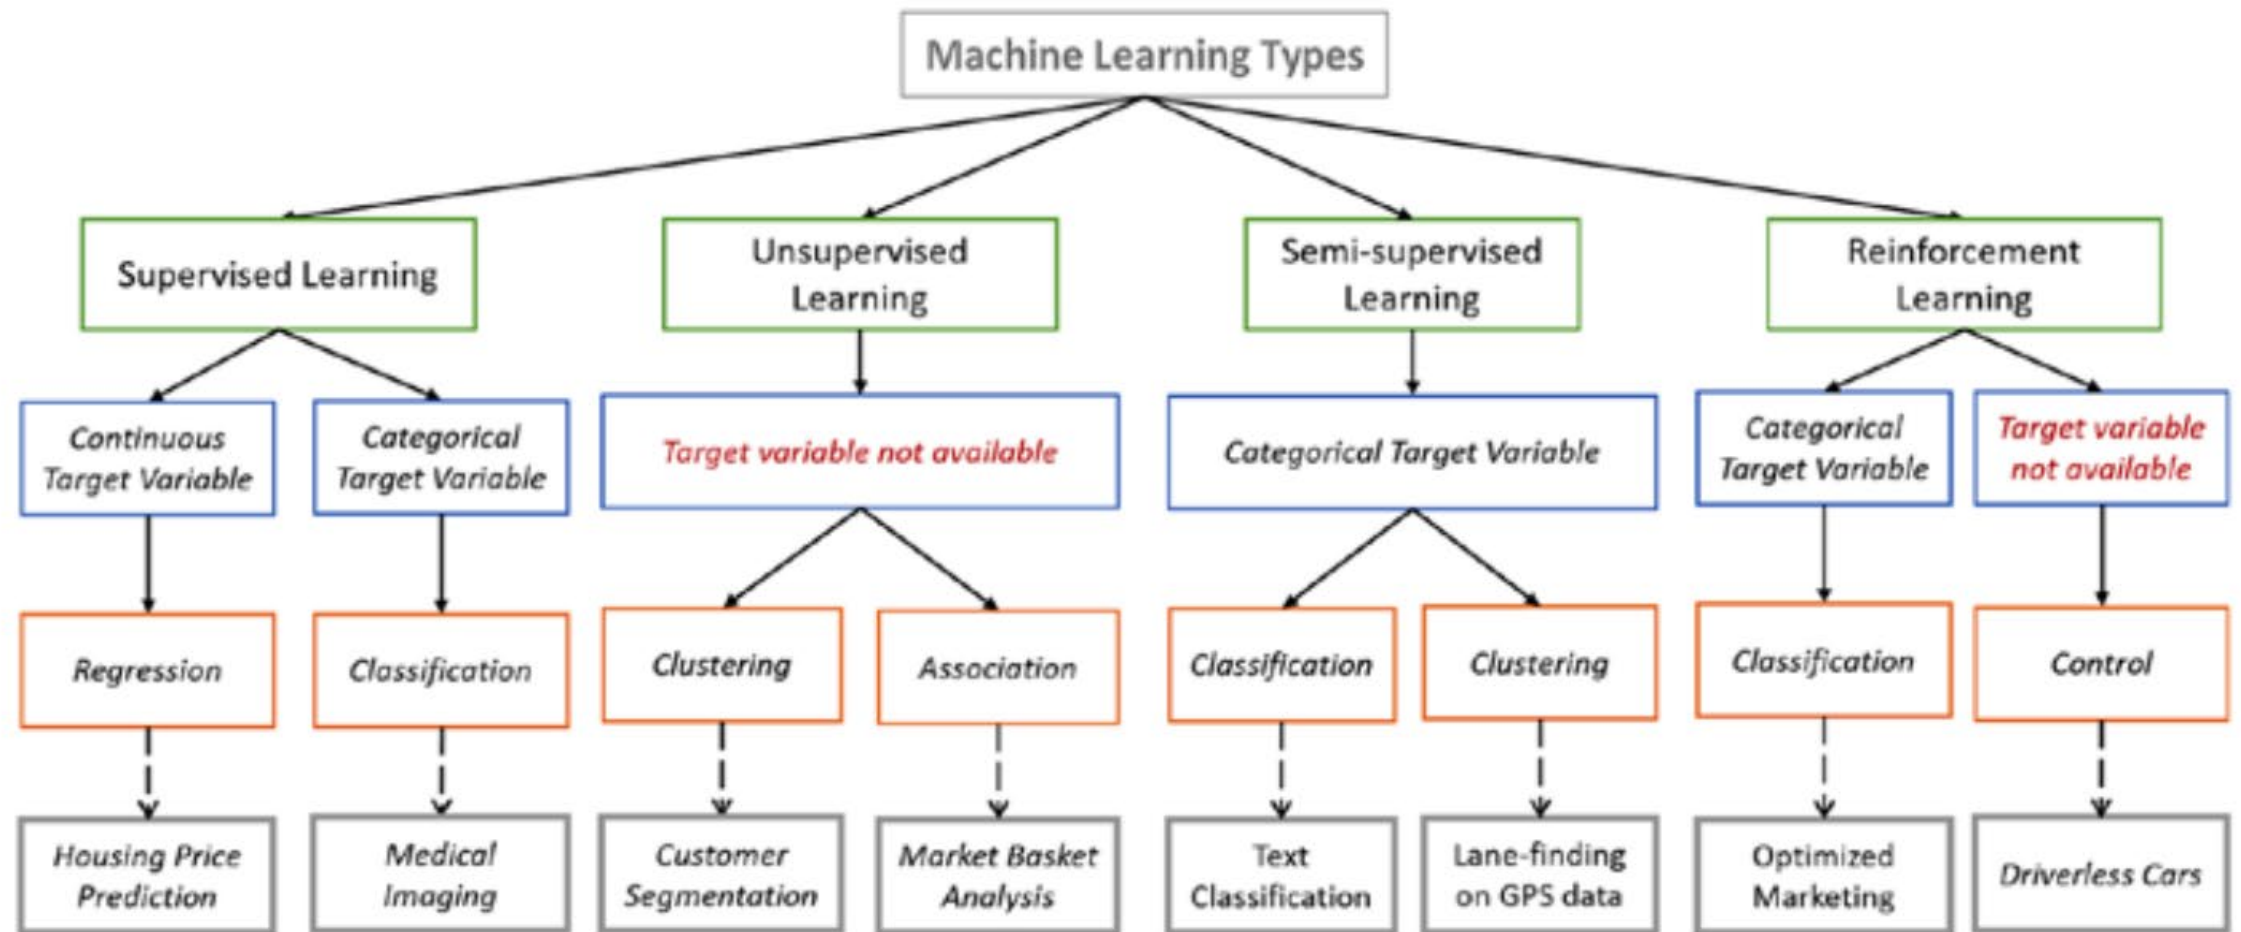 Machine Learning Types
Supervised Learning
Unsupervised
Learning
Semi-supervised
Learning
Reinforcement
Learning
Continuous
Target Variable
Categorical
Target Variable
Target variable not available
Categorical Target Variable
Categorical
Target Variable
Target variable
not available
Regression
Classification
Clustering
Association
Classification
Clustering
Classification
Control
Housing Price
Prediction
Medical
Imaging
Customer
Segmentation
Market Basket
Analysis
Text
Classification
Lane-finding
on GPS data
Optimized
Marketing
Driverless Cars